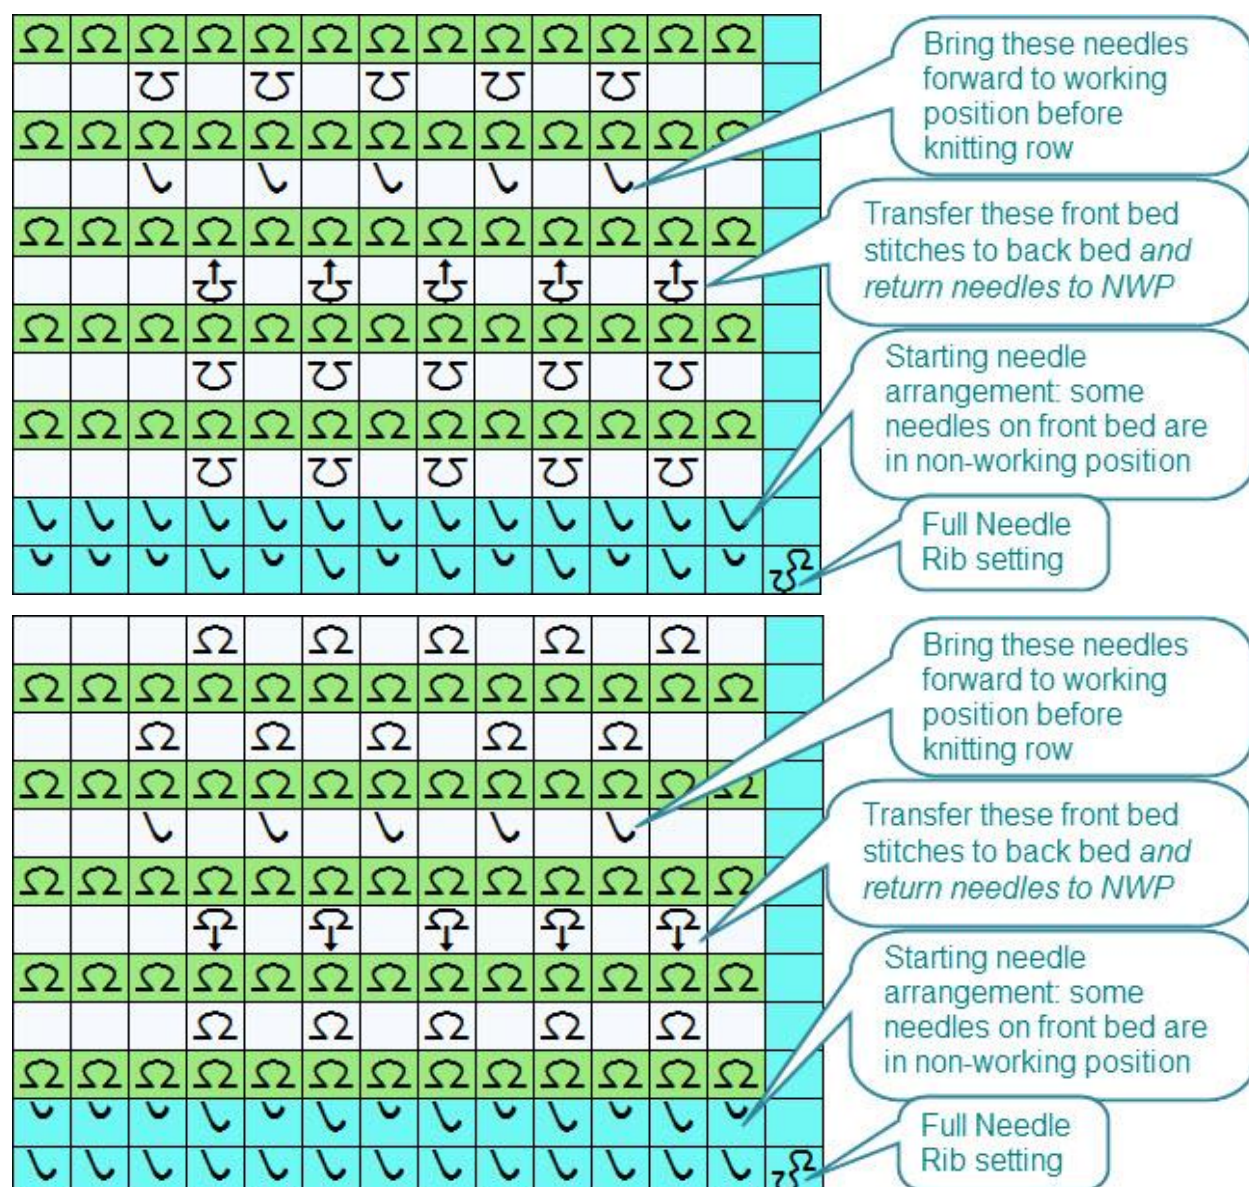 Bring these needles
forward to working
position before
knitting row
Transfer these front bed
stitches to back bed and
return needles to NWP
Starting needle
arrangement: some
needles on front bed are
in non-working position
Full Needle
Rib setting
Bring these needles
forward to working
position before
knitting row
Transfer these front bed
stitches to back bed and
return needles to NWP
Starting needle
arrangement: some
needles on front bed are
in non-working position
Full Needle
Rib setting